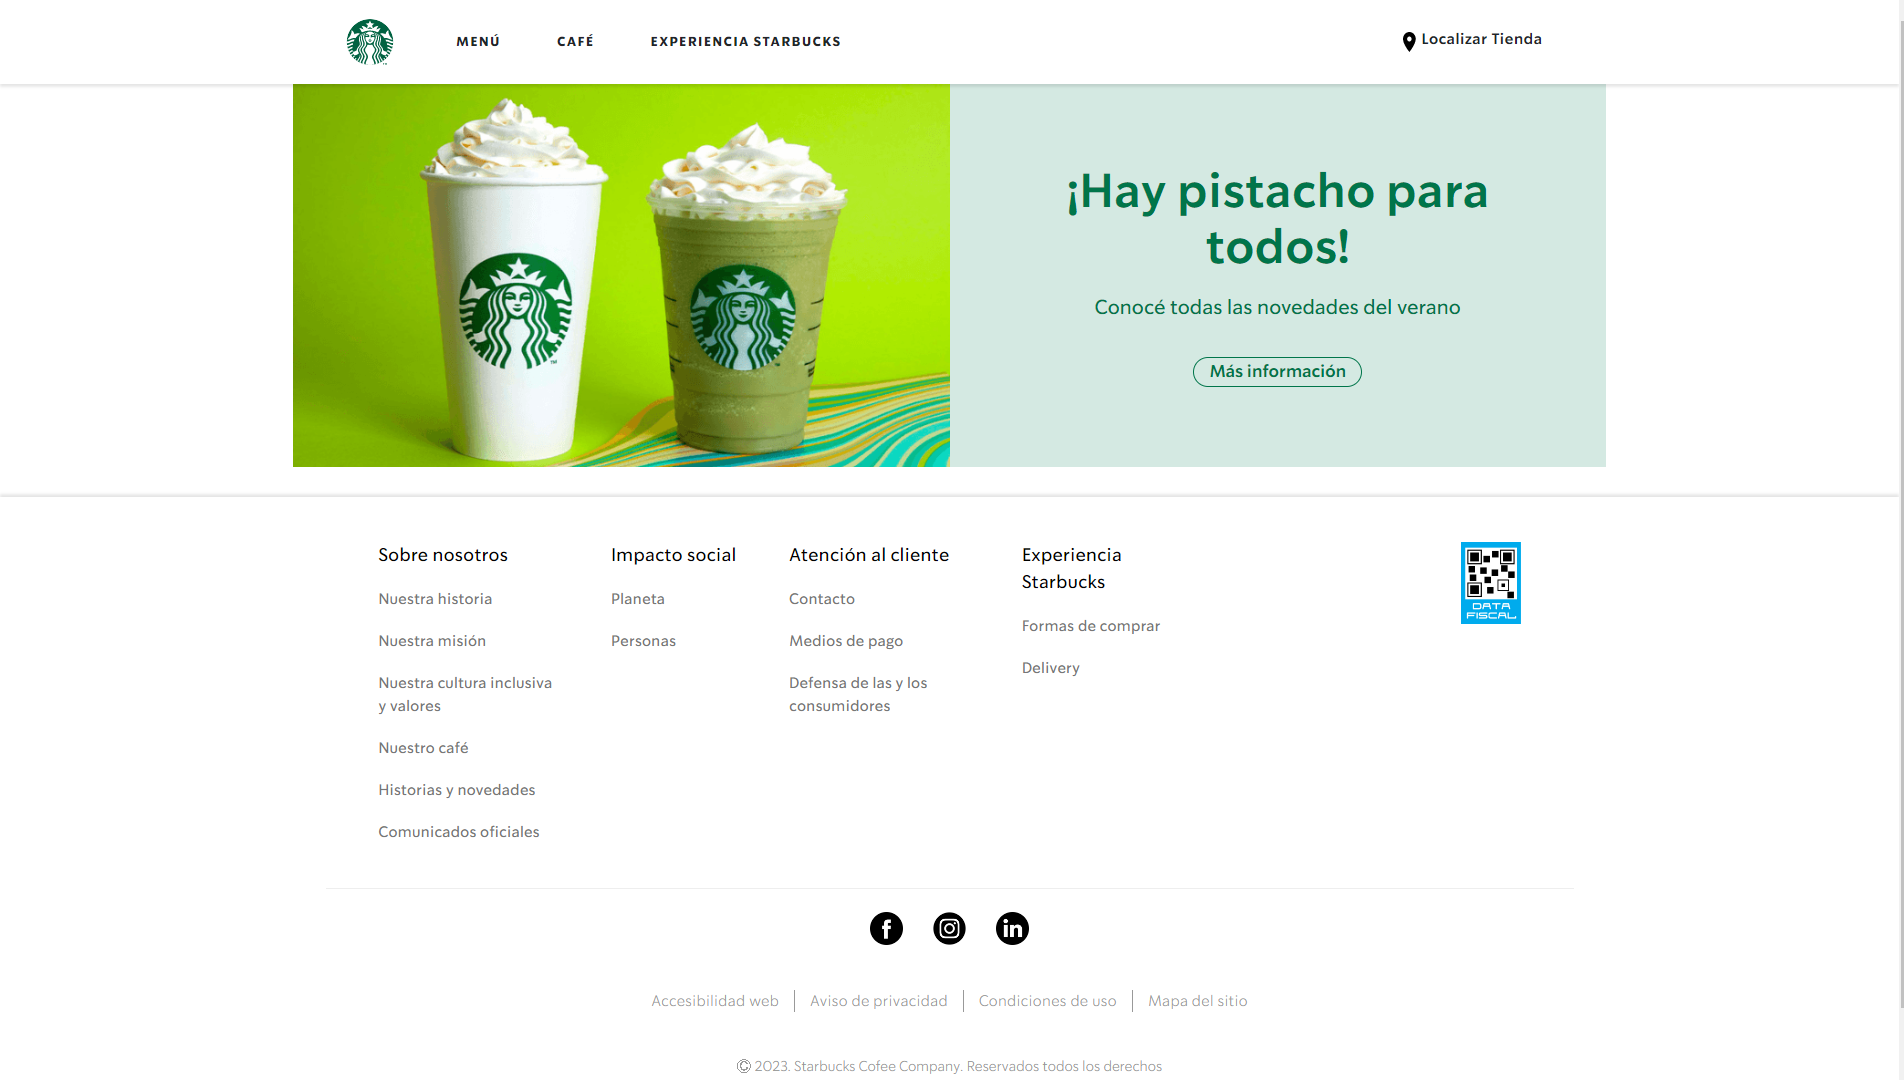 MENÚ
CAFÉ
EXPERIENCIA STARBUCKS
Localizar Tienda
¡Hay pistacho para
todos!
Conocé todas las novedades del verano
Más información
Sobre nosotros
Nuestra historia
Nuestra misión
Nuestra cultura inclusiva
y valores
Nuestro café
Historias y novedades
Comunicados oficiales
Impacto social
Planeta
Personas
Atención al cliente
Contacto
Medios de pago
Defensa de las y los
consumidores
Experiencia
Starbucks
Formas de comprar
Delivery
DATA
FISCAL
Accesibilidad web
Aviso de privacidad
Condiciones de uso
Mapa del sitio
© 2023. Starbucks Cofee Company. Reservados todos los derechos